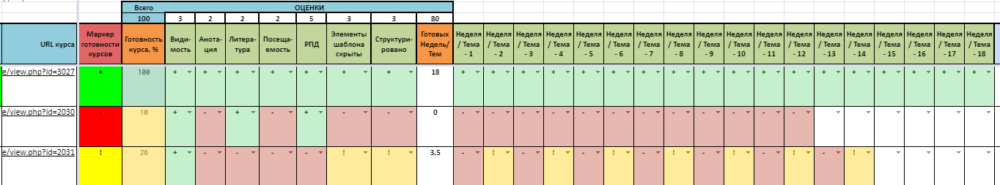 Всего ОЦЕНКИ
100 3 2 2 2 5 3 3 80
URL курса Маркер готовности курсов Готовность курса, % Види-мость Анота-ция Литера-тура Посеща-емость РПД Элементы шаблона скрыты Структури-ровано Готовых Недель/Тем Неделя / Тема - 1 Неделя / Тема - 2 Неделя / Тема - 3 Неделя / Тема - 4 Неделя / Тема - 5 Неделя / Тема - 6 Неделя / Тема - 7 Неделя / Тема - 8 Неделя / Тема - 9 Неделя / Тема - 10 Неделя / Тема - 11 Неделя / Тема - 12 Неделя / Тема - 13 Неделя / Тема - 14 Неделя / Тема - 15 Неделя / Тема - 16 Неделя / Тема - 17 Неделя / Тема - 18
e/view.php?id=3027 + 100 + + + + + + + 18 + + + + + + + + + + + + + + + + + +
e/view.php?id=2030 - 10 + - + - + - - 0 - - - - - - - - - - - -
e/view.php?id=2031 ! 26 + - - - - ! ! 3,5 - ! - ! - ! - ! - ! - ! - !